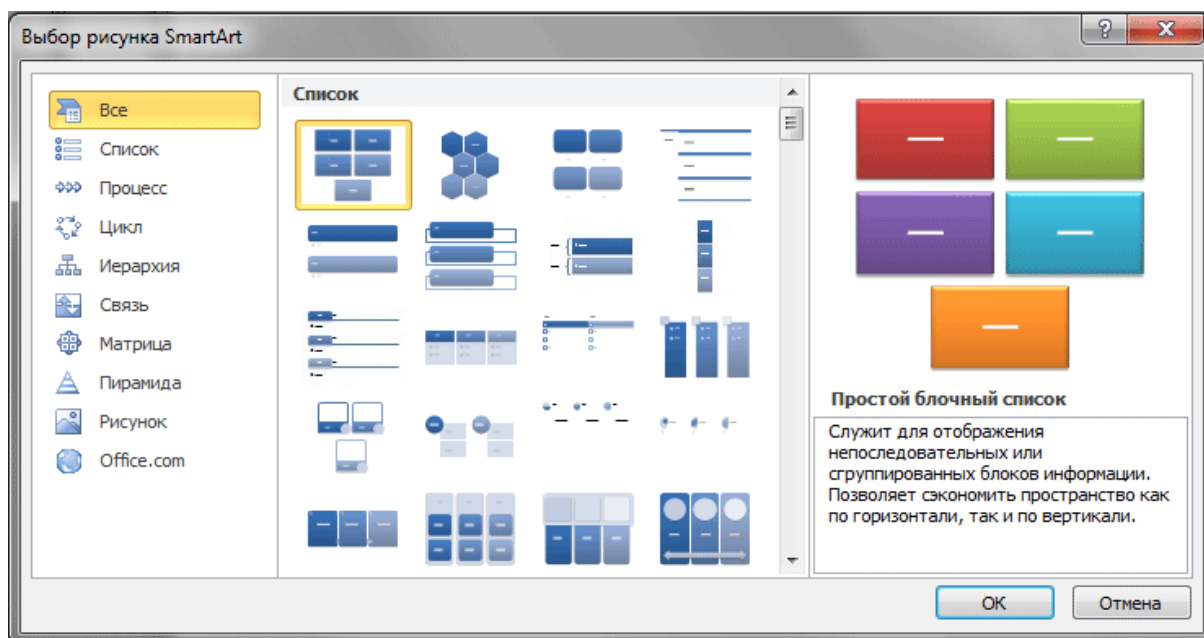 Выбор рисунка SmartArt
Все
Список
Процесс
Цикл
Иерархия
Связь
Матрица
Пирамида
Рисунок
Office.com
Список
Простой блочный список
Служит для отображения
непоследовательных или
сгруппированных блоков информации.
Позволяет сэкономить пространство как
по горизонтали, так и по вертикали.
ОК
Отмена